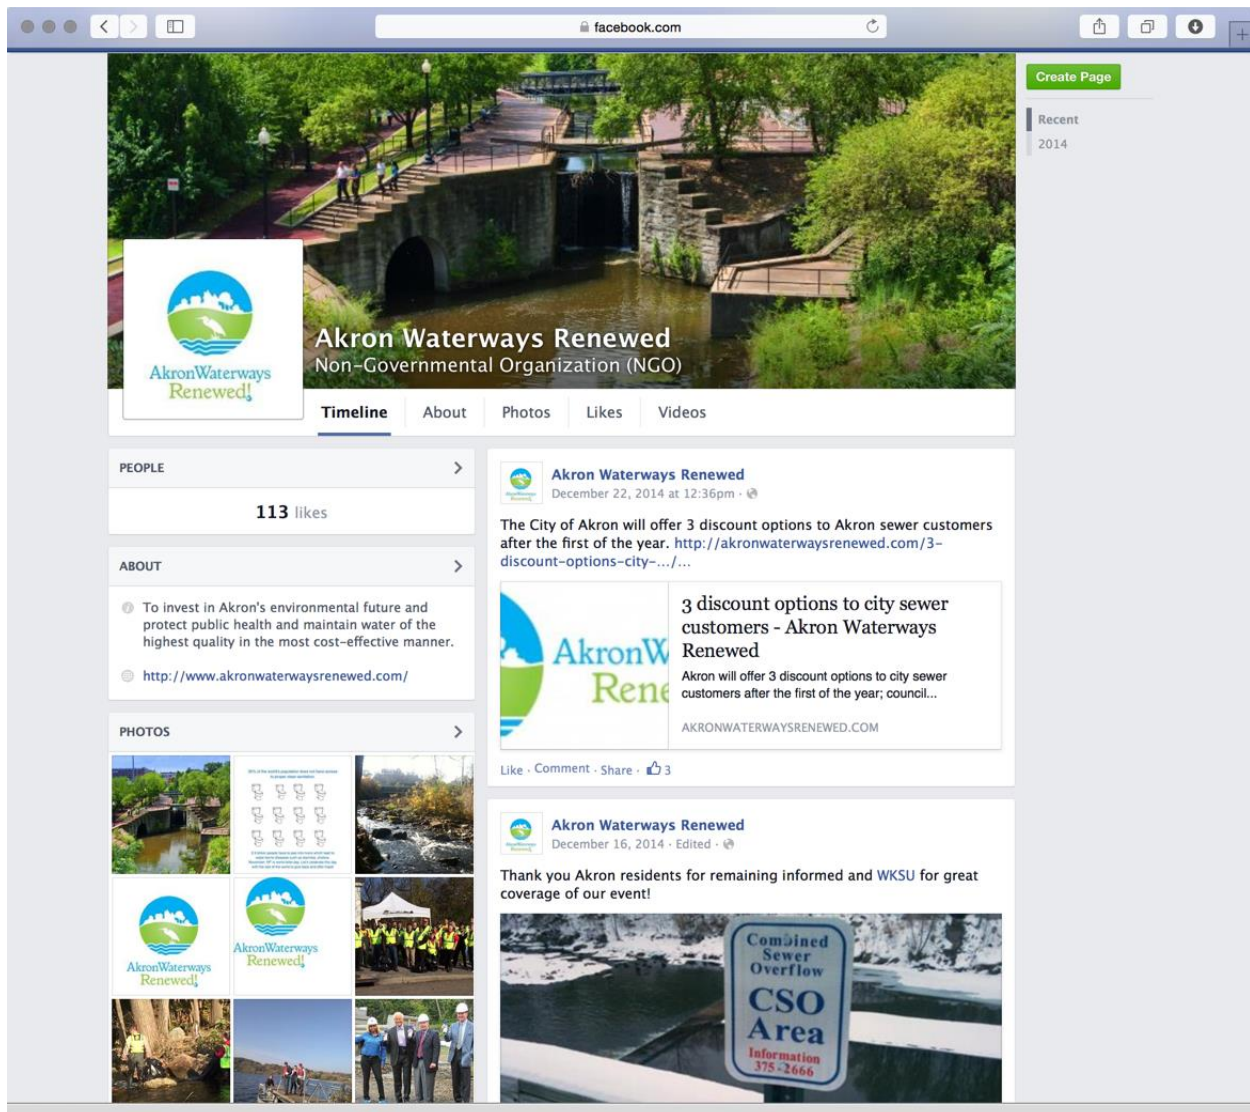 facebook.com
Create Page
Recent
2014
AkronWaterways
Renewed!
Akron Waterways Renewed
Non-Governmental Organization (NGO)
Timeline
About
Photos
Likes
Videos
PEOPLE
113 likes
ABOUT
To invest in Akron's environmental future and
protect public health and maintain water of the
highest quality in the most cost-effective manner.
http://www.akronwaterwaysrenewed.com/
PHOTOS
AkronWaterways
Renewed!
AkronWaterways
Renewed!
Akron Waterways Renewed
December 22, 2014 at 12:36pm ·
The City of Akron will offer 3 discount options to Akron sewer customers
after the first of the year. http://akronwaterwaysrenewed.com/3-
discount-options-city-.../...
AkronW
Rene
3 discount options to city sewer
customers - Akron Waterways
Renewed
Akron will offer 3 discount options to city sewer
customers after the first of the year; council...
AKRONWATERWAYSRENEWED.COM
Like · Comment · Share · 3
Akron Waterways Renewed
December 16, 2014 · Edited ·
Thank you Akron residents for remaining informed and WKSU for great
coverage of our event!
Combined
Sewer
Overflow
CSO
Area
Information
375-2666